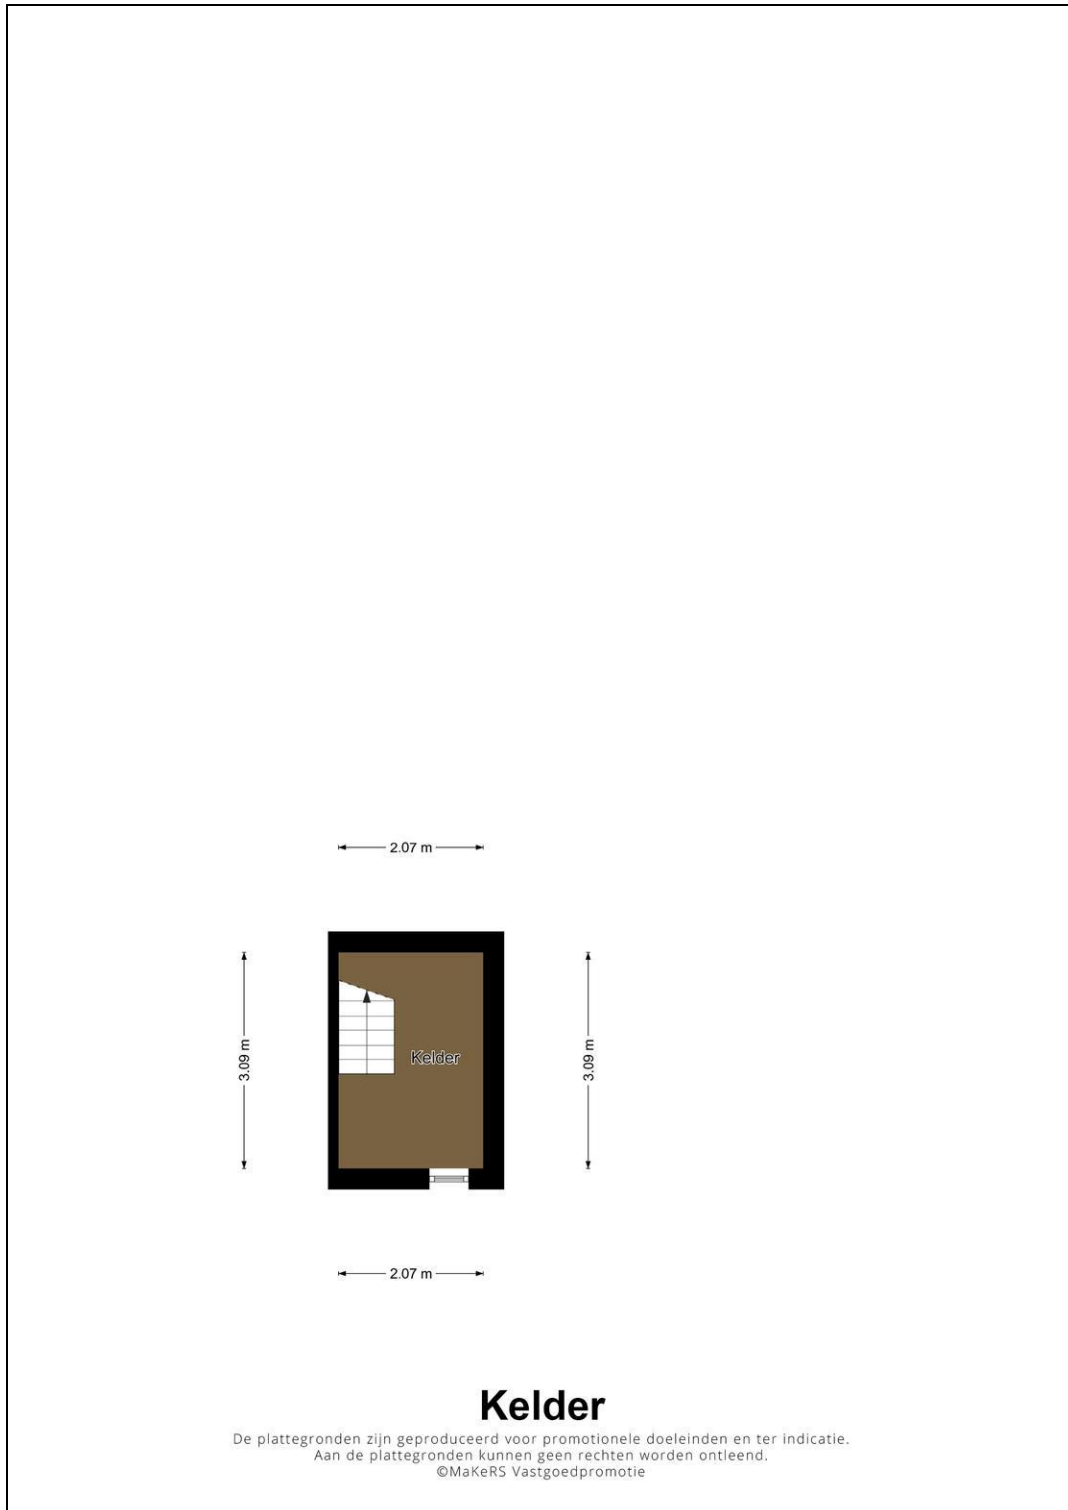 2.07 m
3.09 m
3.09 m
Kelder
2.07 m
Kelder
De plattegronden zijn geproduceerd voor promotionele doeleinden en ter indicatie.
Aan de plattegronden kunnen geen rechten worden ontleend.
©MaKeRS Vastgoedpromotie